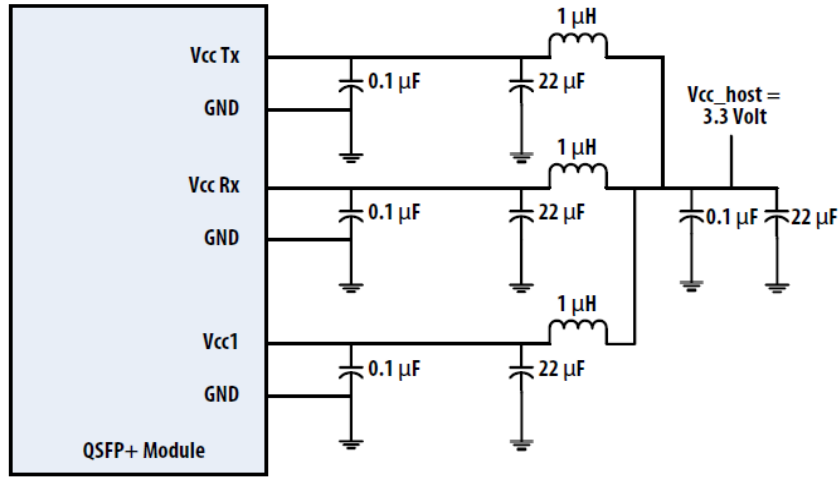 1 µH
Vcc Tx
0.1 µF
22 µF
GND
Vcc_host =
3.3 Volt
1 µH
Vcc Rx
0.1 µF
22 µF
0.1 µF
22 µF
GND
1 µH
Vcc1
0.1 µF
22 µF
GND
QSFP+ Module